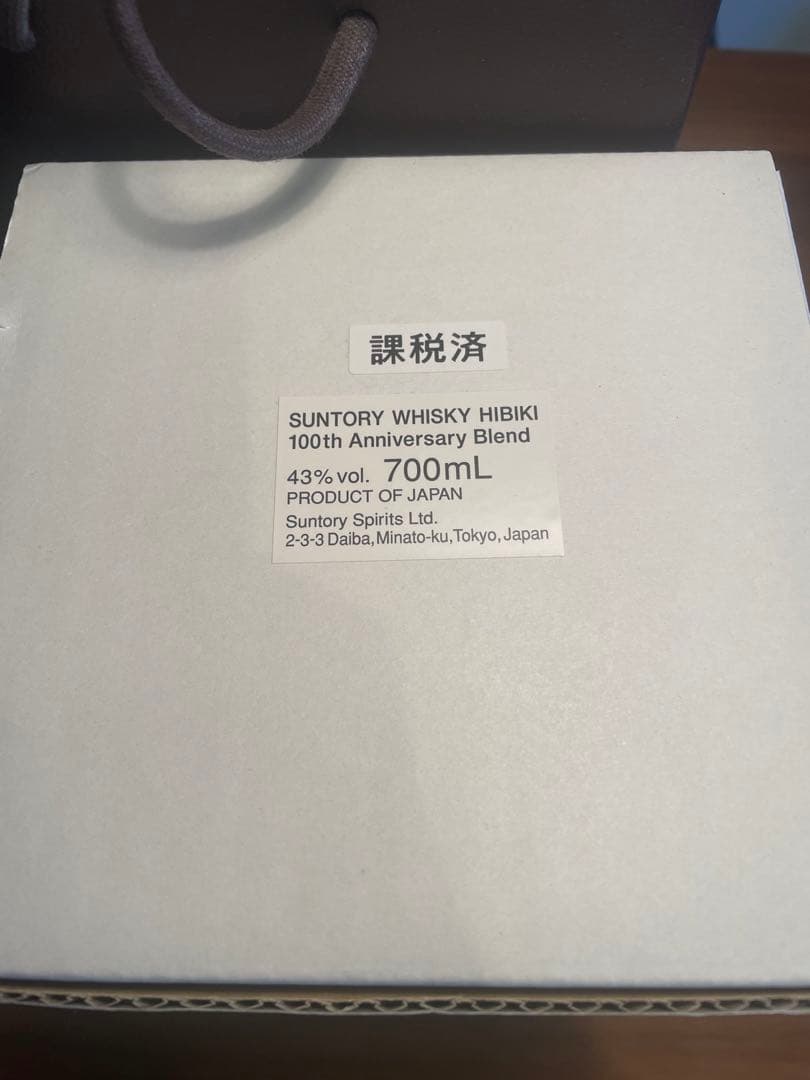 課税済
SUNTORY WHISKY HIBIKI
100th Anniversary Blend
43% vol. 700mL
PRODUCT OF JAPAN
Suntory Spirits Ltd.
2-3-3 Daiba,Minato-ku,Tokyo,Japan